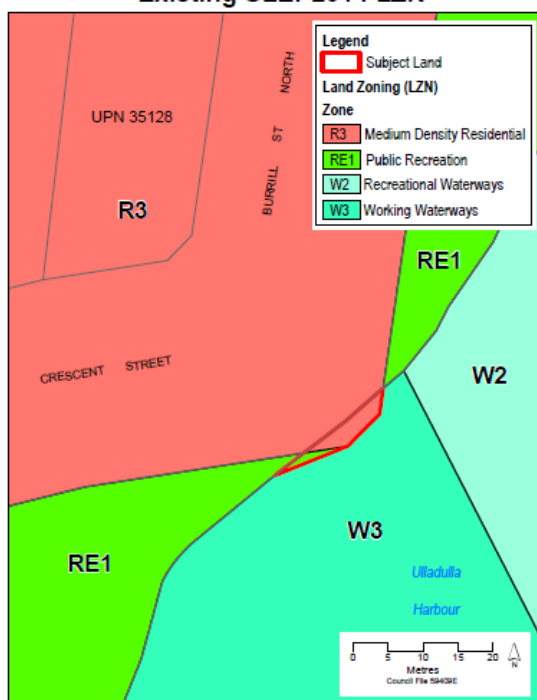 Legend
Subject Land
Land Zoning (LZN)
Zone
R3 Medium Density Residential
RE1 Public Recreation
W2 Recreational Waterways
W3 Working Waterways
UPN 35128
BURRILL ST NORTH
R3
RE1
CRESCENT STREET
W2
W3
RE1
Ulladulla
Harbour
0 5 10 15 20
N
Metres
Council File 59409E